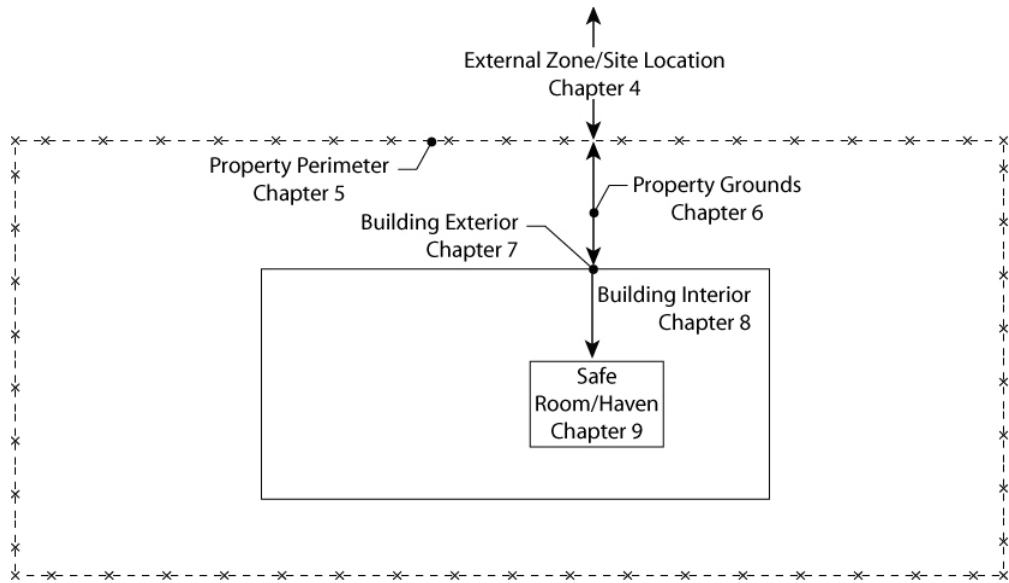 External Zone/Site Location
Chapter 4
Property Perimeter
Chapter 5
Property Grounds
Chapter 6
Building Exterior
Chapter 7
Building Interior
Chapter 8
Safe
Room/Haven
Chapter 9